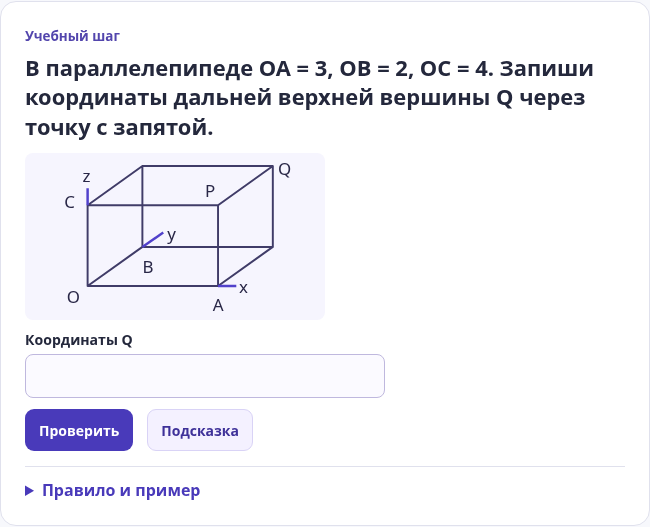 Учебный шаг
В параллелепипеде OA = 3, OB = 2, OC = 4. Запиши
координаты дальней верхней вершины Q через
точку с запятой.
Q
z
P
C
y
B
x
O
A
Координаты Q
Проверить
Подсказка
Правило и пример